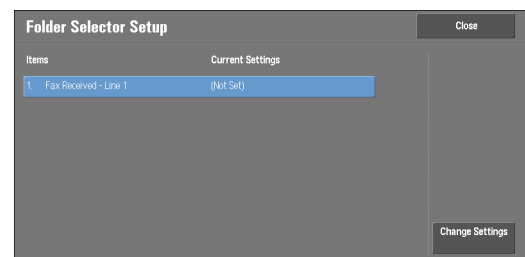 Folder Selector Setup
Close
Items Current Settings
1. Fax Received - Line 1 (Not Set)
Change Settings